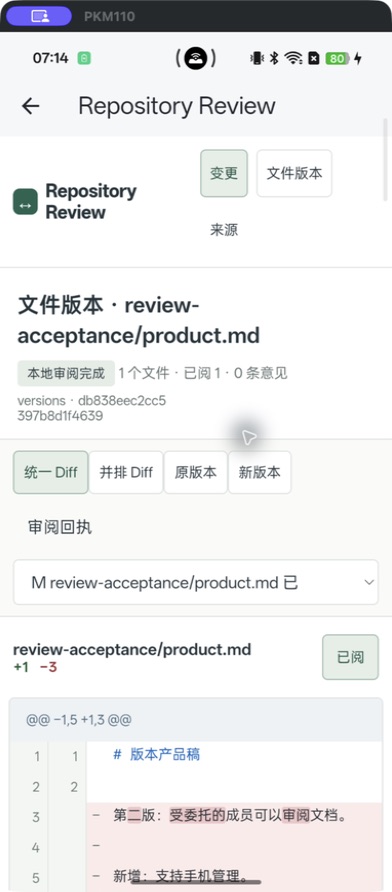 PKM110
07:14
80
Repository Review
Repository
Review
变更
文件版本
来源
文件版本 · review-
acceptance/product.md
本地审阅完成 1 个文件 · 已阅 1 · 0 条意见
versions · db838eec2cc5
397b8d1f4639
统一 Diff
并排 Diff
原版本
新版本
审阅回执
M review-acceptance/product.md 已
review-acceptance/product.md
+1 −3
已阅
@@ −1,5 +1,3 @@
1 1 # 版本产品稿
2 2
3 − 第二版：受委托的成员可以审阅文档。
4 −
5 − 新增：支持手机管理。